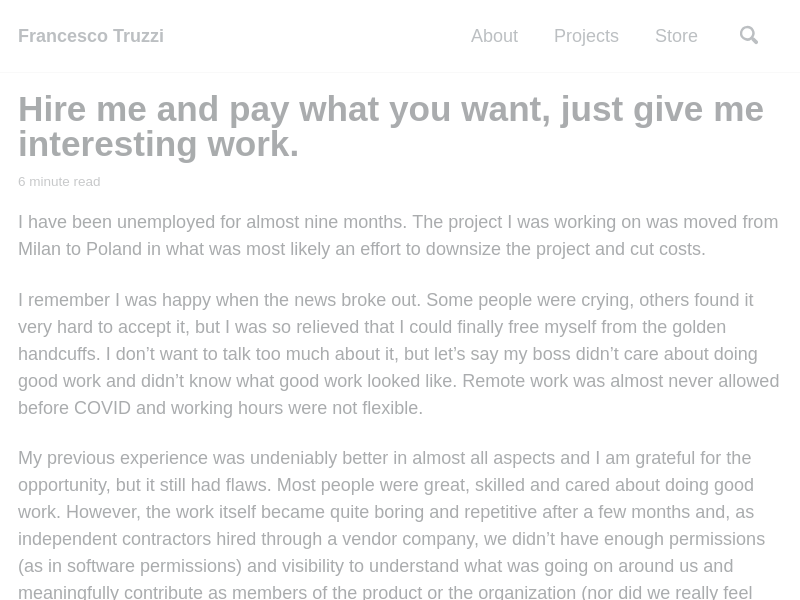 Francesco Truzzi
About
Projects
Store
Hire me and pay what you want, just give me
interesting work.
6 minute read
I have been unemployed for almost nine months. The project I was working on was moved from
Milan to Poland in what was most likely an effort to downsize the project and cut costs.
I remember I was happy when the news broke out. Some people were crying, others found it
very hard to accept it, but I was so relieved that I could finally free myself from the golden
handcuffs. I don’t want to talk too much about it, but let’s say my boss didn’t care about doing
good work and didn’t know what good work looked like. Remote work was almost never allowed
before COVID and working hours were not flexible.
My previous experience was undeniably better in almost all aspects and I am grateful for the
opportunity, but it still had flaws. Most people were great, skilled and cared about doing good
work. However, the work itself became quite boring and repetitive after a few months and, as
independent contractors hired through a vendor company, we didn’t have enough permissions
(as in software permissions) and visibility to understand what was going on around us and
meaningfully contribute as members of the product or the organization (nor did we really feel